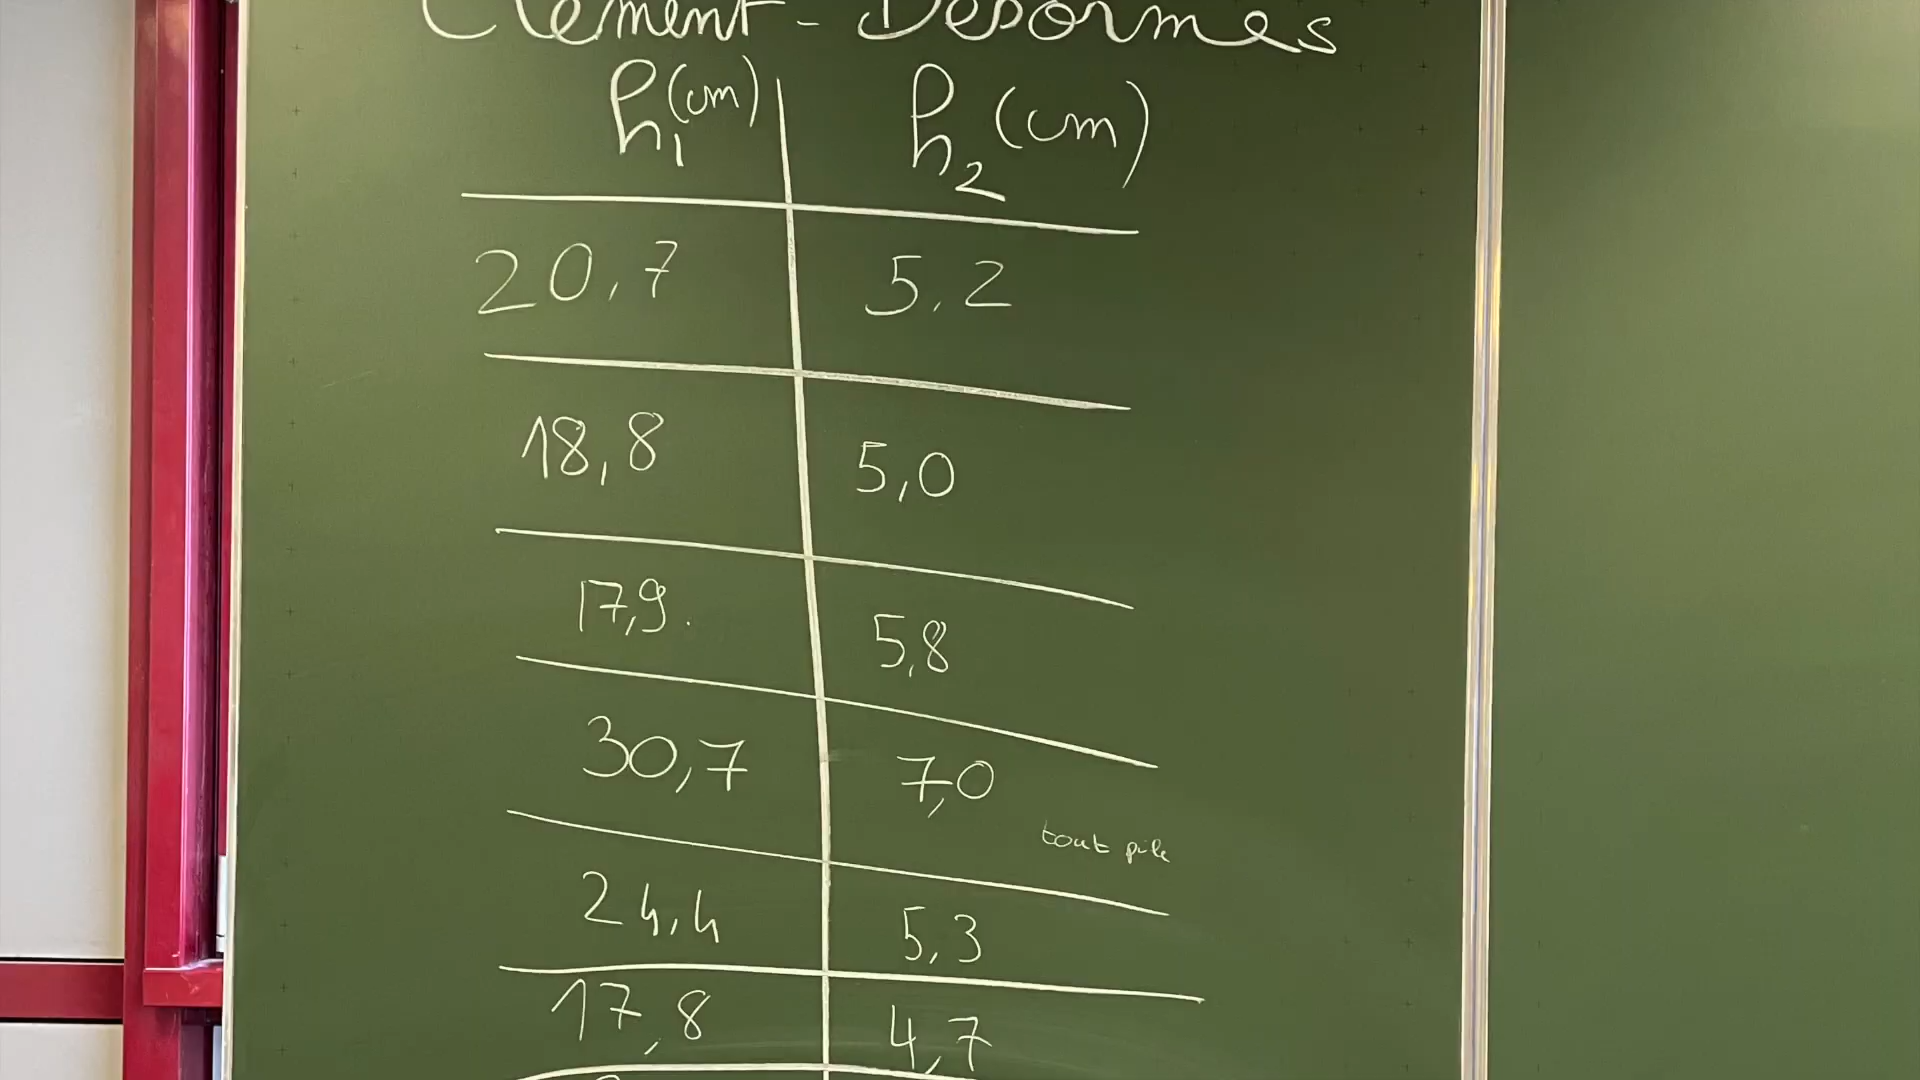 Clément - Desormes
h₁ (cm) h₂ (cm)
20,7 5,2
18,8 5,0
17,9. 5,8
30,7 7,0
tout pile
24,4 5,3
17,8 4,7